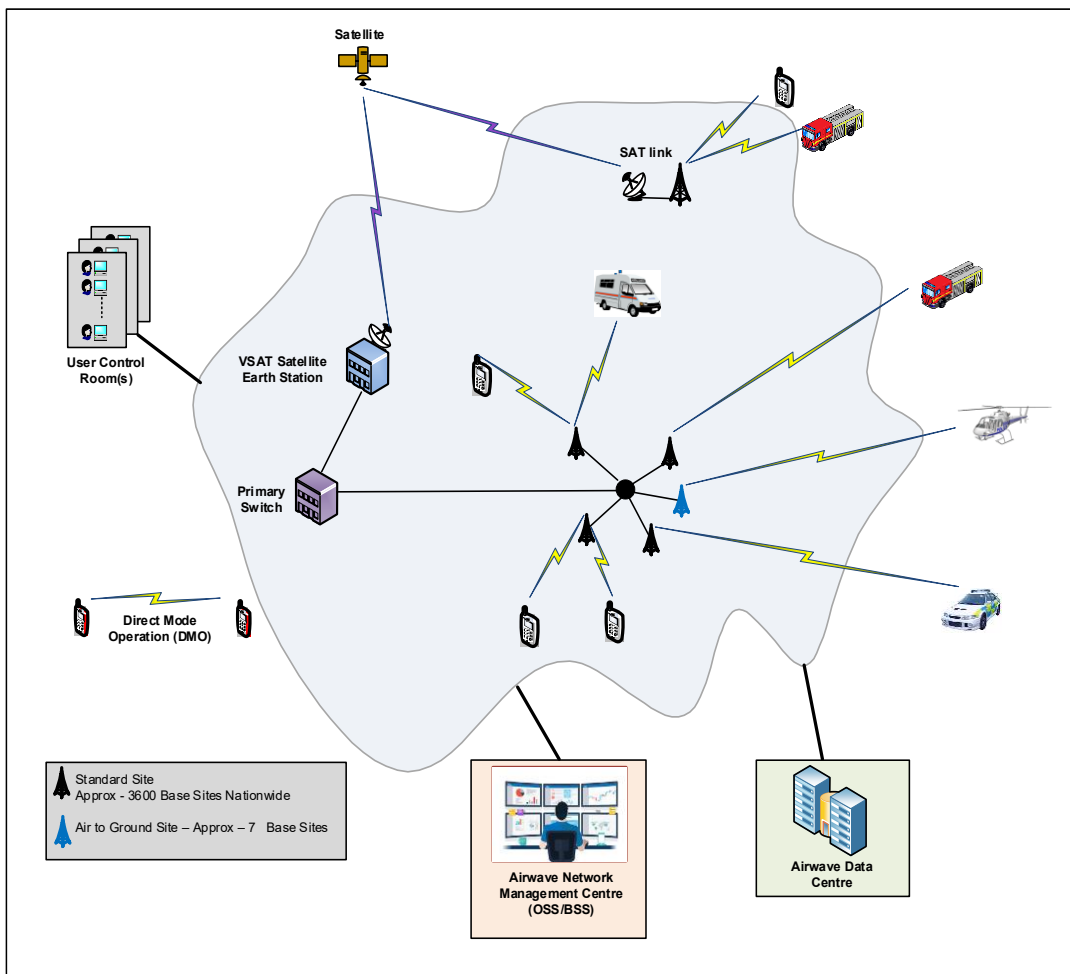 Satellite
SAT link
User Control
Room(s)
VSAT Satellite
Earth Station
Primary
Switch
Direct Mode
Operation (DMO)
Standard Site
Approx - 3600 Base Sites Nationwide
Air to Ground Site – Approx – 7 Base Sites
Airwave Network
Management Centre
(OSS/BSS)
Airwave Data
Centre